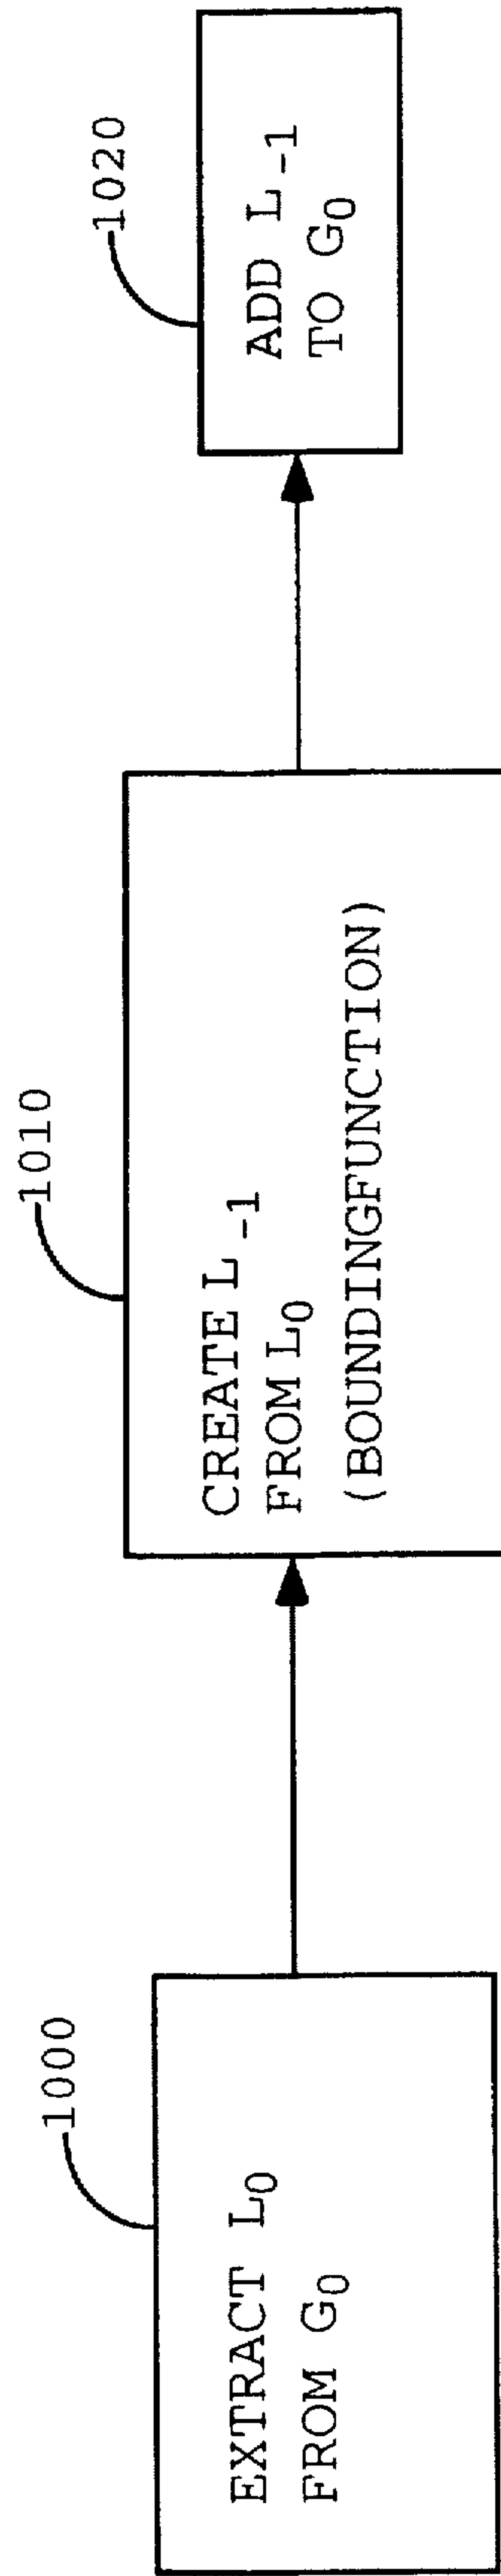 1000
EXTRACT L0
FROM G0
1010
CREATE L-1
FROM L0
(BOUNDINGFUNCTION)
1020
ADD L-1
TO G0